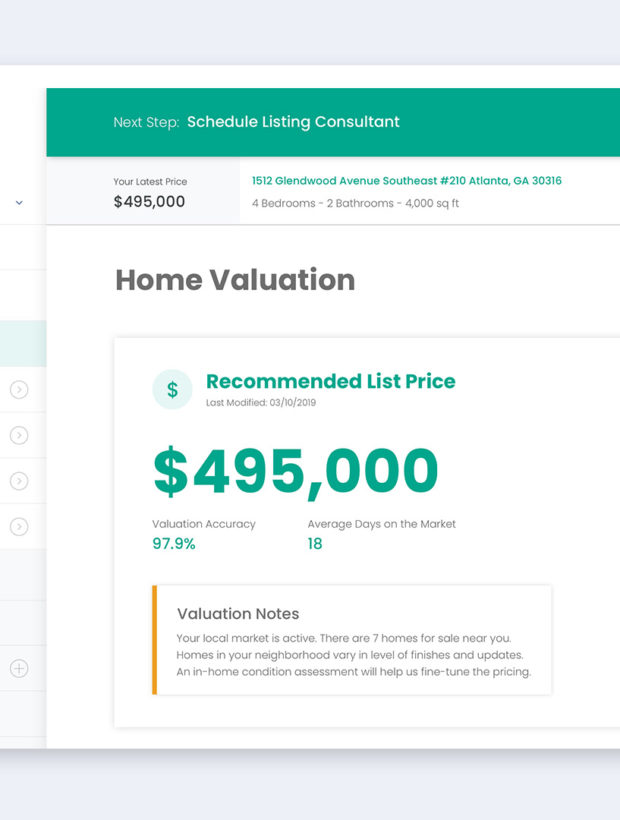 Next Step: Schedule Listing Consultant
Your Latest Price
$495,000
1512 Glendwood Avenue Southeast #210 Atlanta, GA 30316
4 Bedrooms - 2 Bathrooms - 4,000 sq ft
Home Valuation
$
Recommended List Price
Last Modified: 03/10/2019
$495,000
Valuation Accuracy
97.9%
Average Days on the Market
18
Valuation Notes
Your local market is active. There are 7 homes for sale near you.
Homes in your neighborhood vary in level of finishes and updates.
An in-home condition assessment will help us fine-tune the pricing.